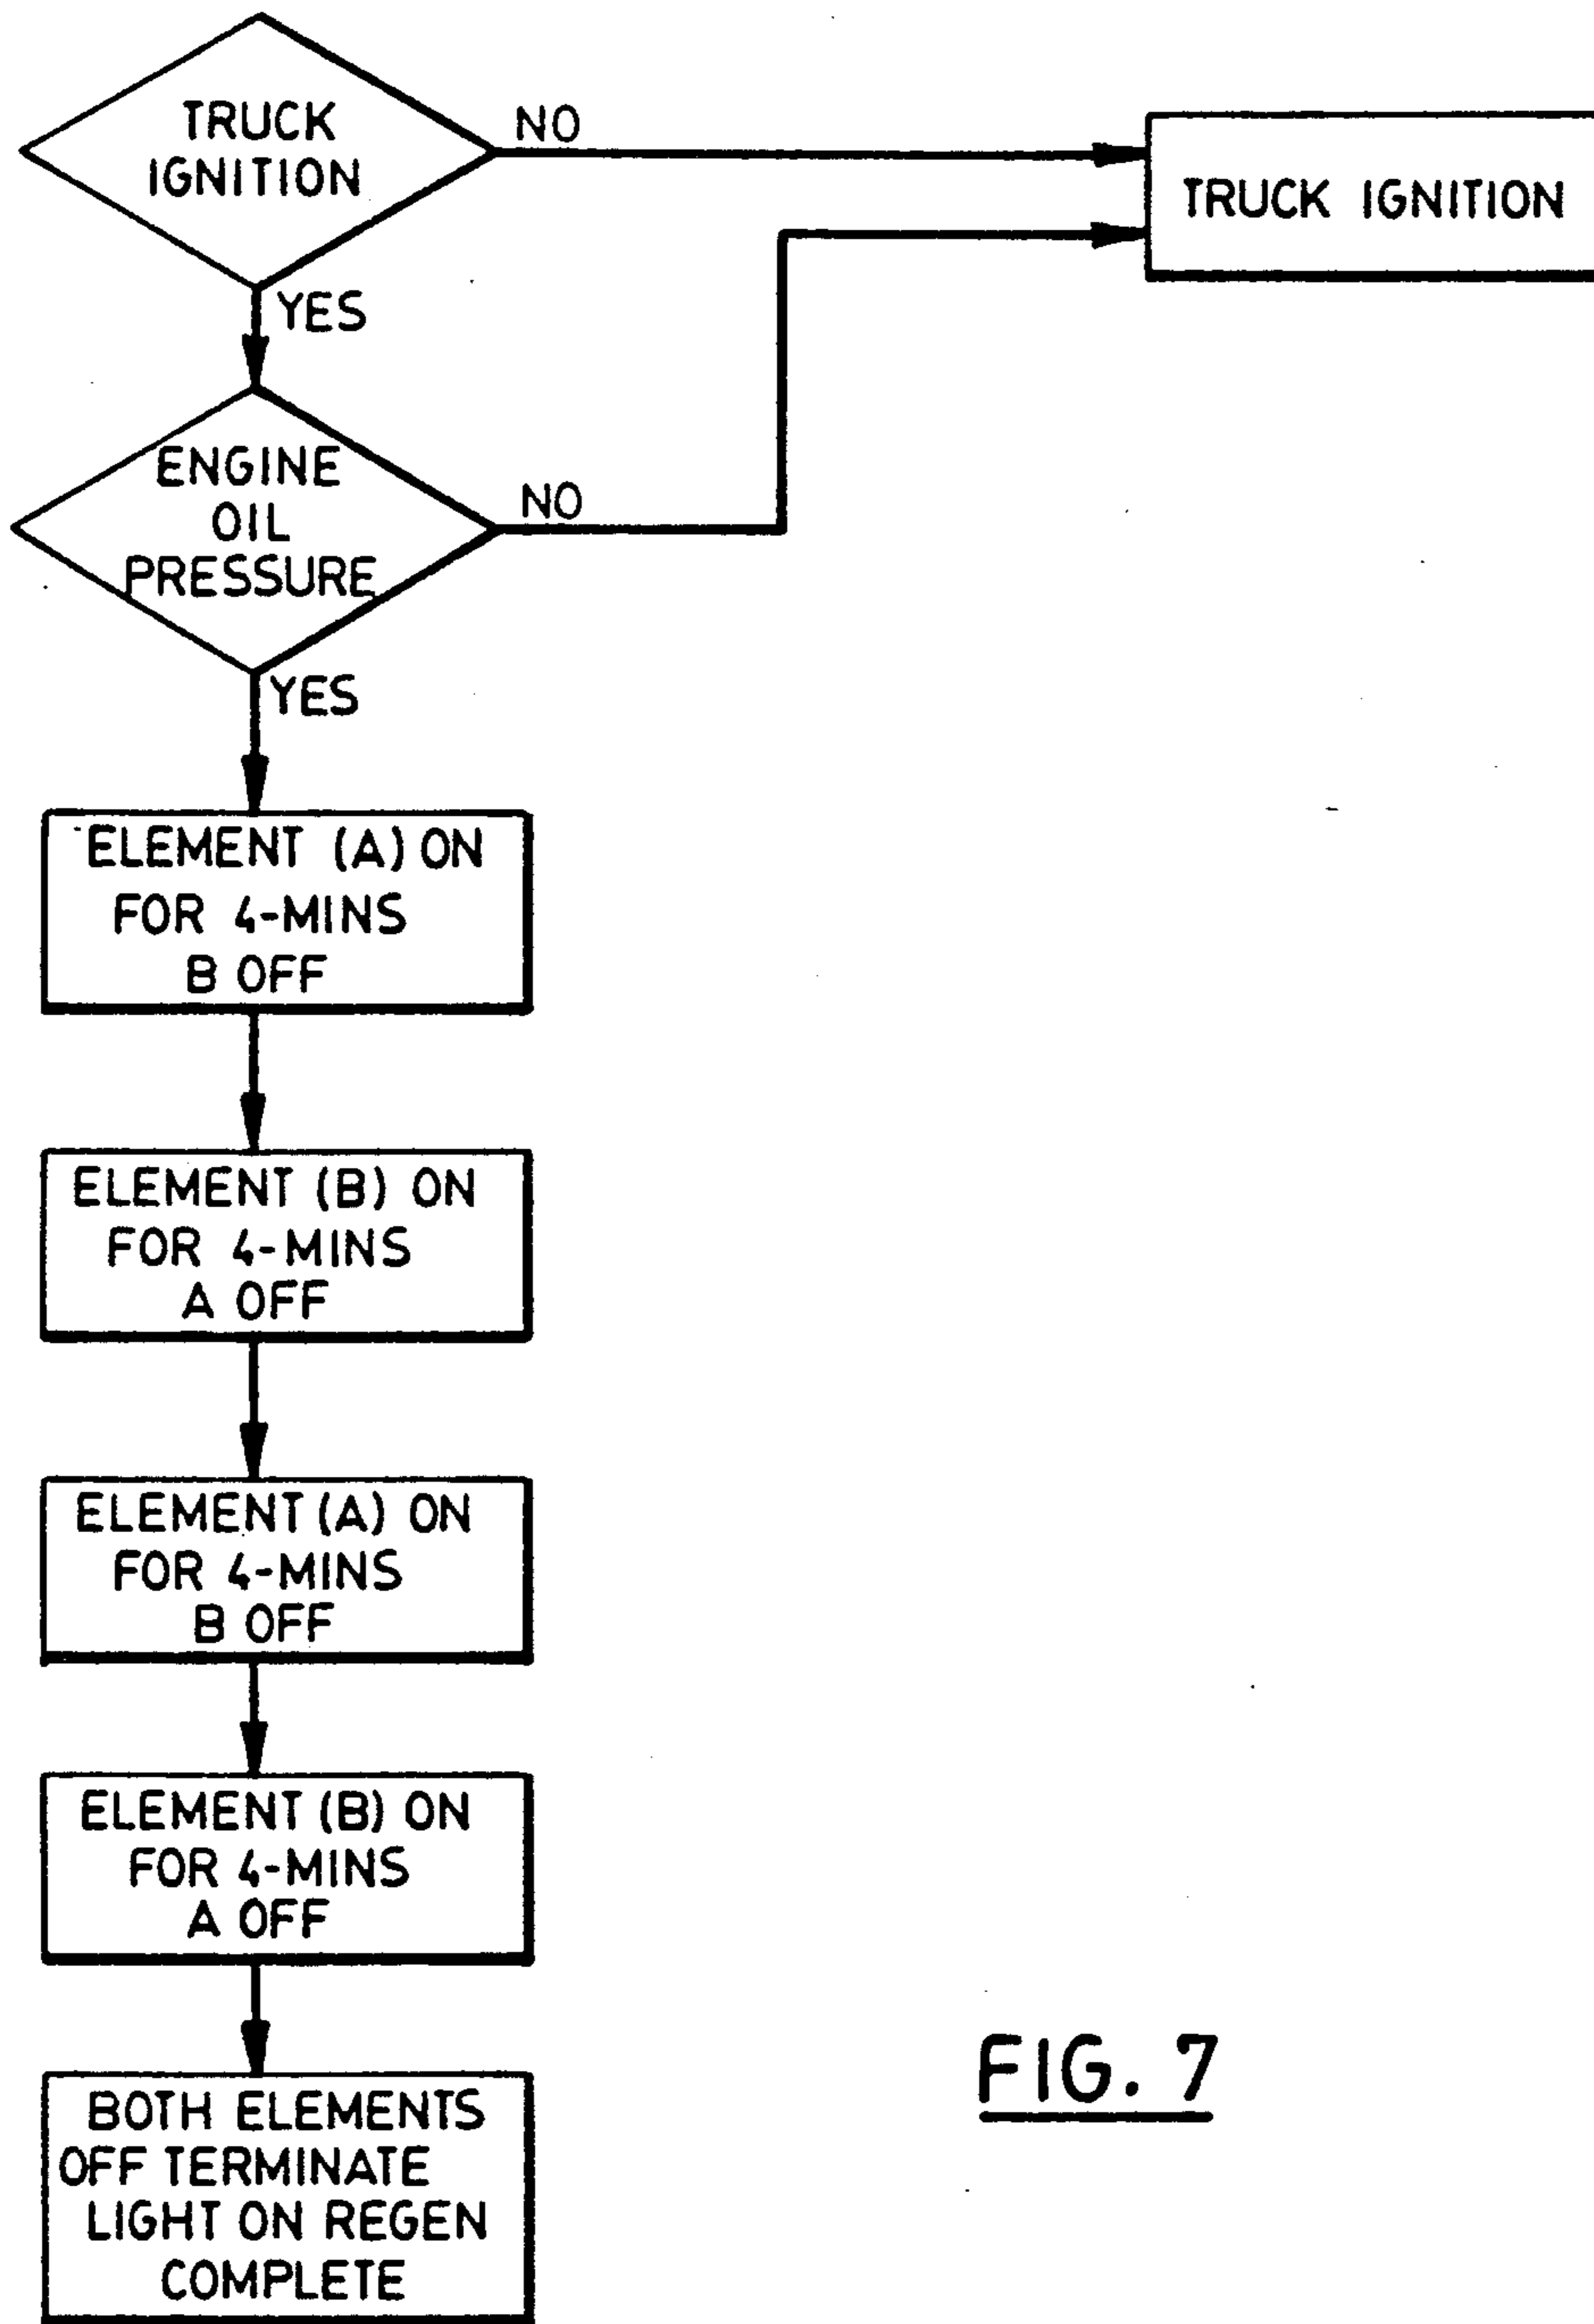 TRUCK
IGNITION
NO
TRUCK IGNITION
YES
ENGINE
OIL
PRESSURE
NO
YES
ELEMENT (A) ON
FOR 4-MINS
B OFF
ELEMENT (B) ON
FOR 4-MINS
A OFF
ELEMENT (A) ON
FOR 4-MINS
B OFF
ELEMENT (B) ON
FOR 4-MINS
A OFF
BOTH ELEMENTS
OFF TERMINATE
LIGHT ON REGEN
COMPLETE
FIG. 7